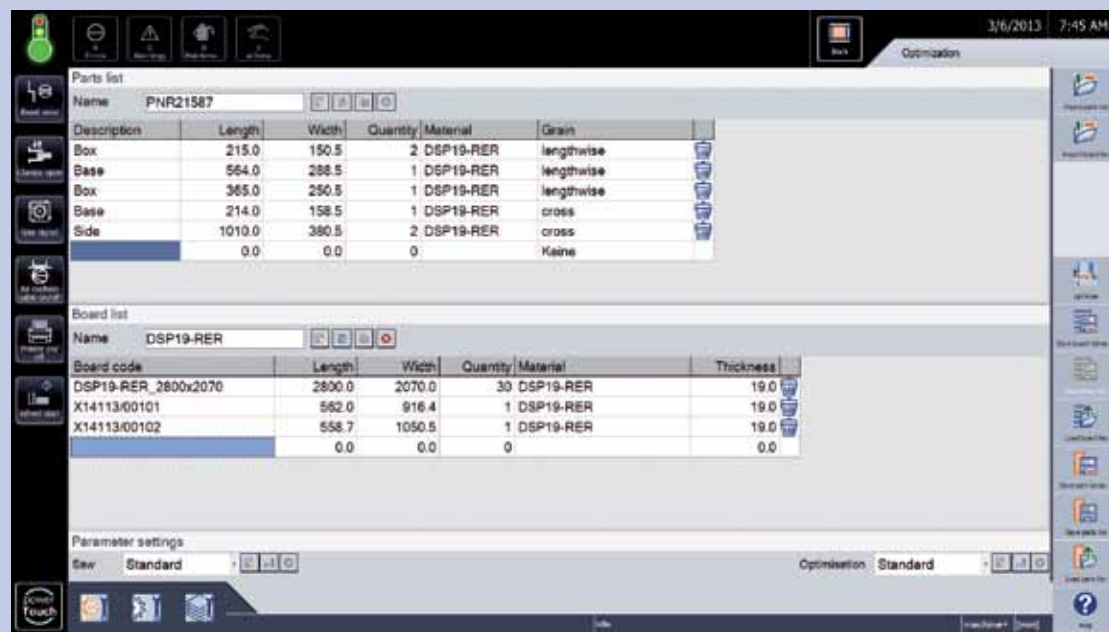 3/6/2013 7:45 AM
Back
Optimization
Parts list
Name PNR21587
Description Length Width Quantity Material Grain
Box 215.0 150.5 2 DSP19-RER lengthwise
Base 564.0 288.5 1 DSP19-RER lengthwise
Box 365.0 250.5 1 DSP19-RER lengthwise
Base 214.0 158.5 1 DSP19-RER cross
Side 1010.0 380.5 2 DSP19-RER cross
0.0 0.0 0 Keine
Board list
Name DSP19-RER
Board code Length Width Quantity Material Thickness
DSP19-RER_2800x2070 2800.0 2070.0 30 DSP19-RER 19.0
X14113/00101 562.0 916.4 1 DSP19-RER 19.0
X14113/00102 558.7 1050.5 1 DSP19-RER 19.0
0.0 0.0 0 0.0
Parameter settings
Saw Standard Optimisation Standard
power
Touch
Idle